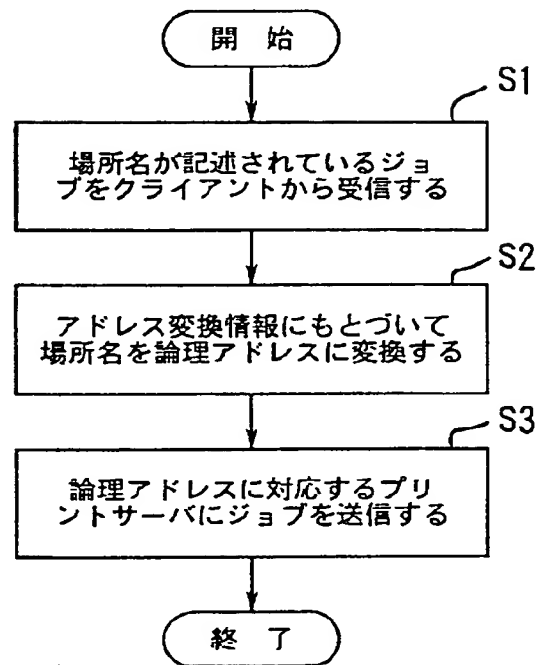 開 始
S1
場所名が記述されているジョ
ブをクライアントから受信する
S2
アドレス変換情報にもとづいて
場所名を論理アドレスに変換する
S3
論理アドレスに対応するプリ
ントサーバにジョブを送信する
終 了